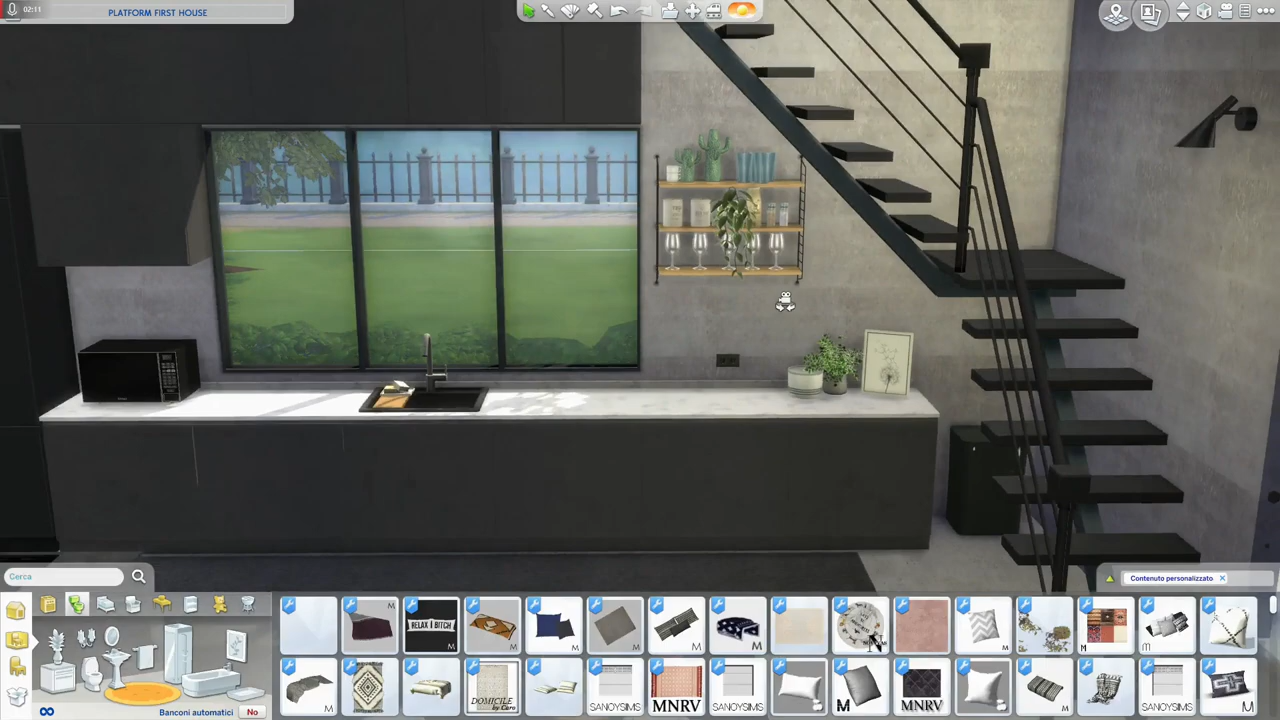 02:11
PLATFORM FIRST HOUSE
Cerca
Contenuto personalizzato
M
RELAX BITCH
M
M
M
M
M
M
M
M
M
DOMICILE
by Caro
SANOYSIMS
MNRV
SANOYSIMS
M
MNRV
M
SANOYSIMS
M
Banconi automatici
No